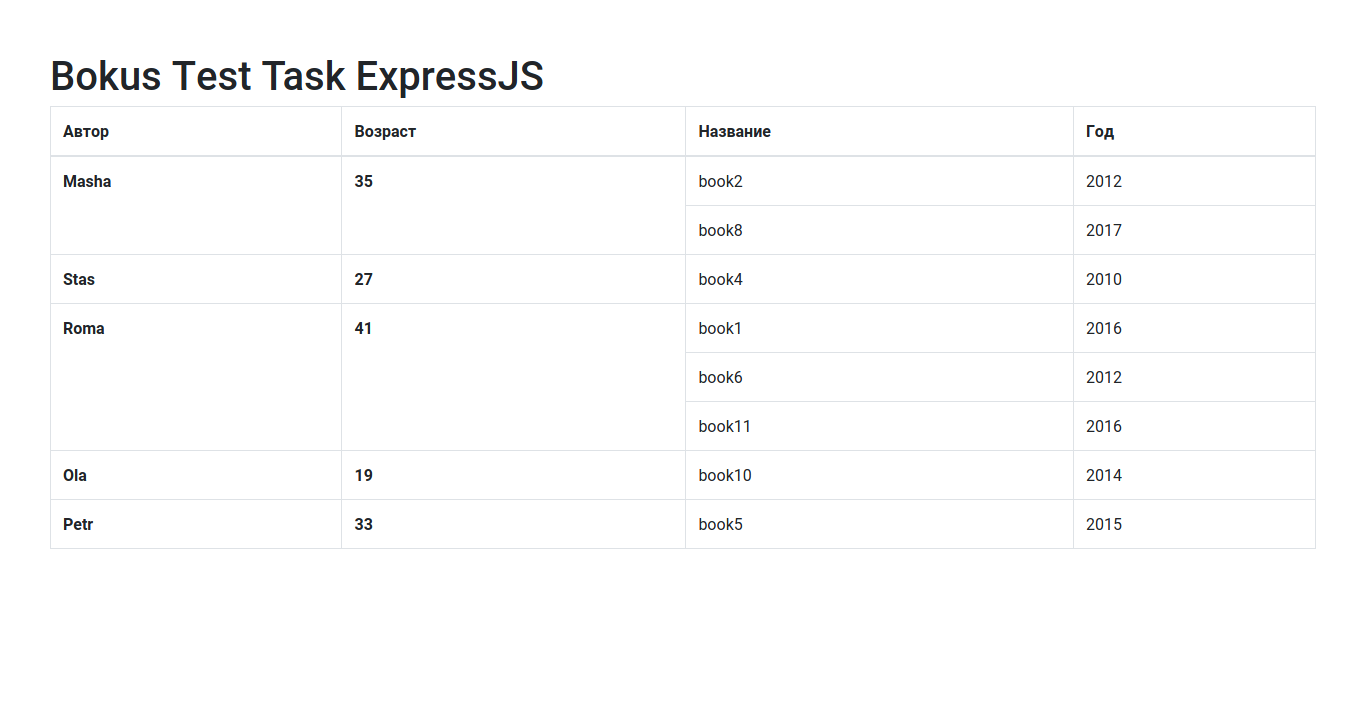 Bokus Test Task ExpressJS
Автор Возраст Название Год
Masha 35 book2 2012
book8 2017
Stas 27 book4 2010
Roma 41 book1 2016
book6 2012
book11 2016
Ola 19 book10 2014
Petr 33 book5 2015